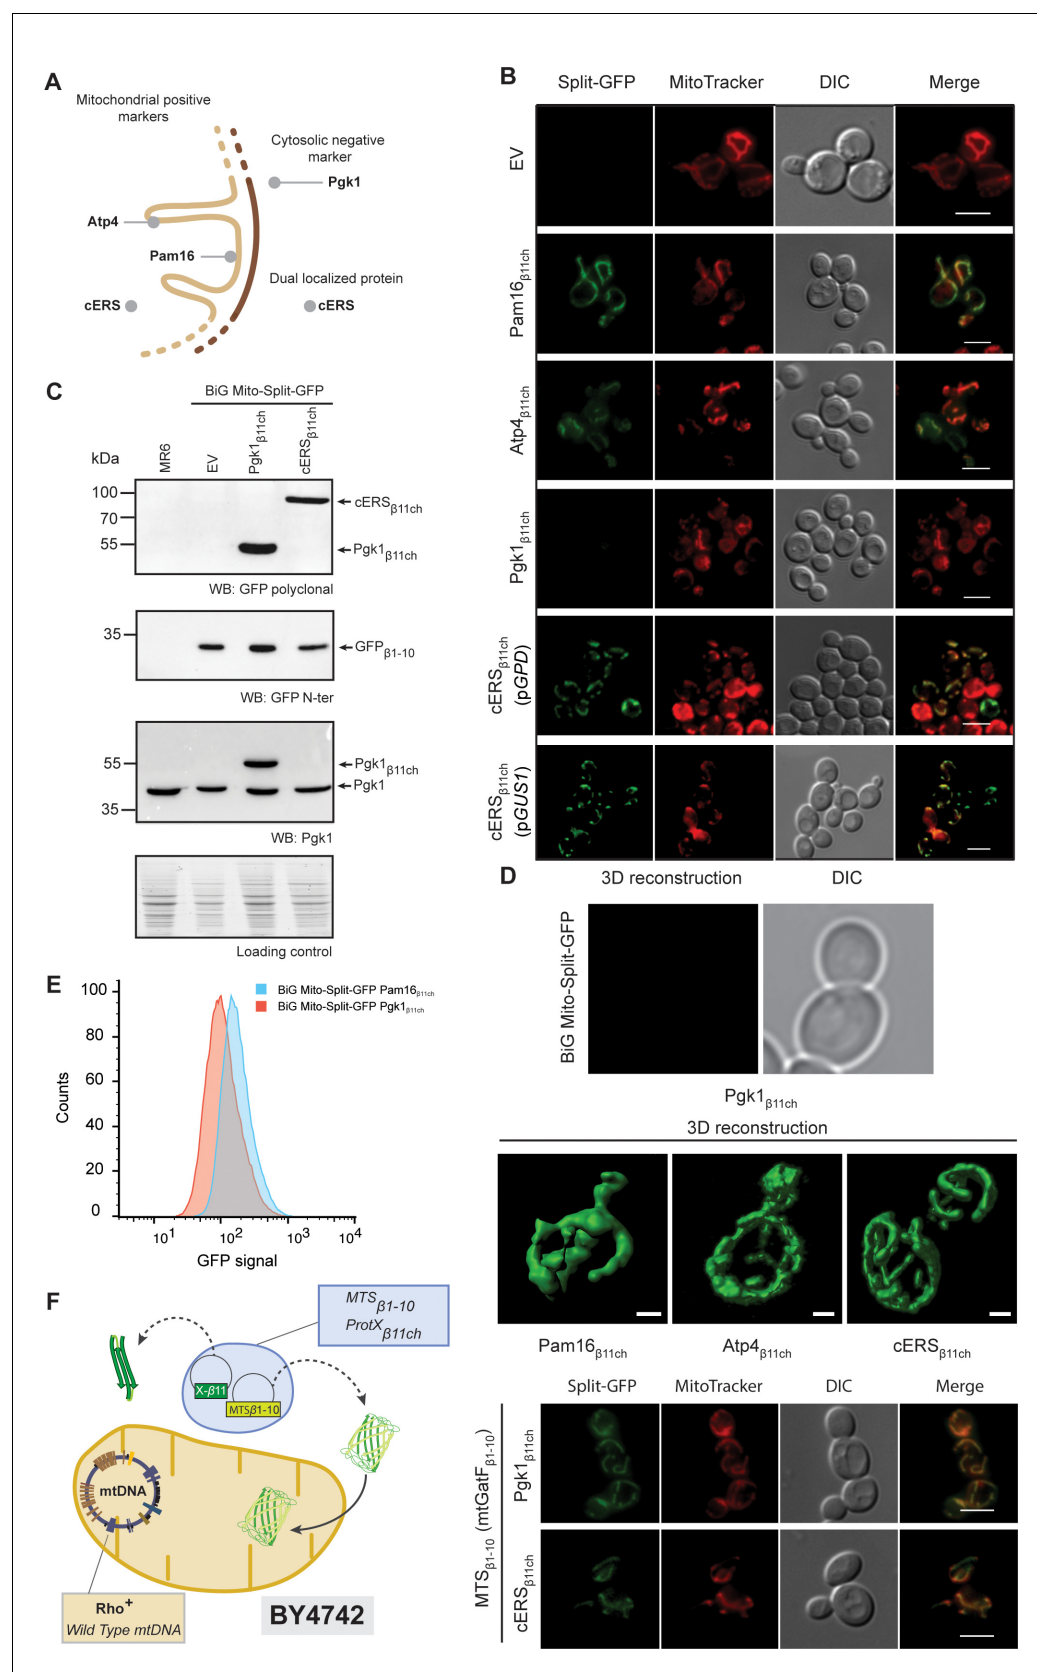 A
Mitochondrial positive
markers
Cytosolic negative
marker
Pgk1
Atp4
Pam16
Dual localized protein
cERS
cERS
B
Split-GFP MitoTracker DIC Merge
EV
Pam16β11ch
Atp4β11ch
Pgk1β11ch
cERSβ11ch
(pGPD)
cERSβ11ch
(pGUS1)
C
BiG Mito-Split-GFP
kDa MR6 EV Pgk1β11ch cERSβ11ch
100
70
55
cERSβ11ch
Pgk1β11ch
WB: GFP polyclonal
35
GFPβ1-10
WB: GFP N-ter
55
35
Pgk1β11ch
Pgk1
WB: Pgk1
Loading control
D
3D reconstruction DIC
BiG Mito-Split-GFP
Pgk1β11ch
3D reconstruction
Pam16β11ch Atp4β11ch cERSβ11ch
E
BiG Mito-Split-GFP Pam16β11ch
BiG Mito-Split-GFP Pgk1β11ch
Counts
100
80
60
40
20
0
10¹ 10² 10³ 10⁴
GFP signal
F
MTSβ1-10
ProtXβ11ch
X-β11
MTSβ1-10
mtDNA
Rho⁺
Wild Type mtDNA
BY4742
Split-GFP MitoTracker DIC Merge
MTSβ1-10 (mtGatFβ1-10)
Pgk1β11ch
cERSβ11ch